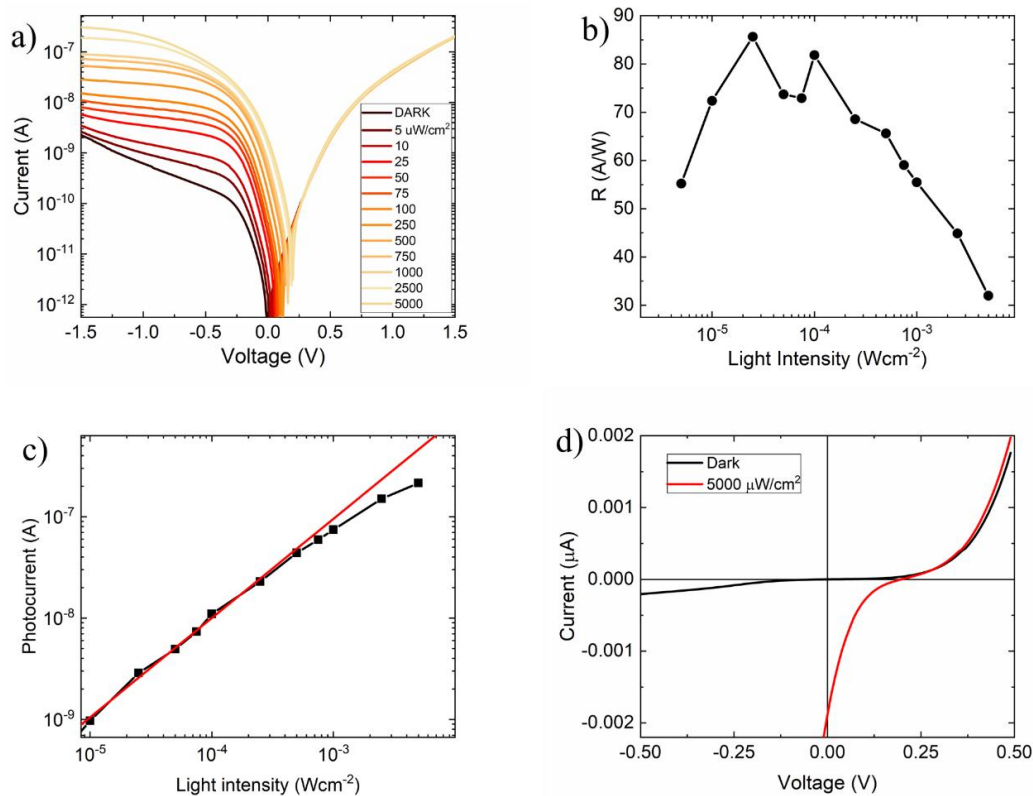 a)
Current (A)
10⁻⁷
10⁻⁸
10⁻⁹
10⁻¹⁰
10⁻¹¹
10⁻¹²
-1.5 -1.0 -0.5 0.0 0.5 1.0 1.5
Voltage (V)
DARK
5 uW/cm²
10
25
50
75
100
250
500
750
1000
2500
5000
b)
R (A/W)
90
80
70
60
50
40
30
10⁻⁵ 10⁻⁴ 10⁻³
Light Intensity (Wcm⁻²)
c)
Photocurrent (A)
10⁻⁷
10⁻⁸
10⁻⁹
10⁻⁵ 10⁻⁴ 10⁻³
Light intensity (Wcm⁻²)
d)
Current (μA)
0.002
0.001
0.000
-0.001
-0.002
-0.50 -0.25 0.00 0.25 0.50
Voltage (V)
Dark
5000 μW/cm²